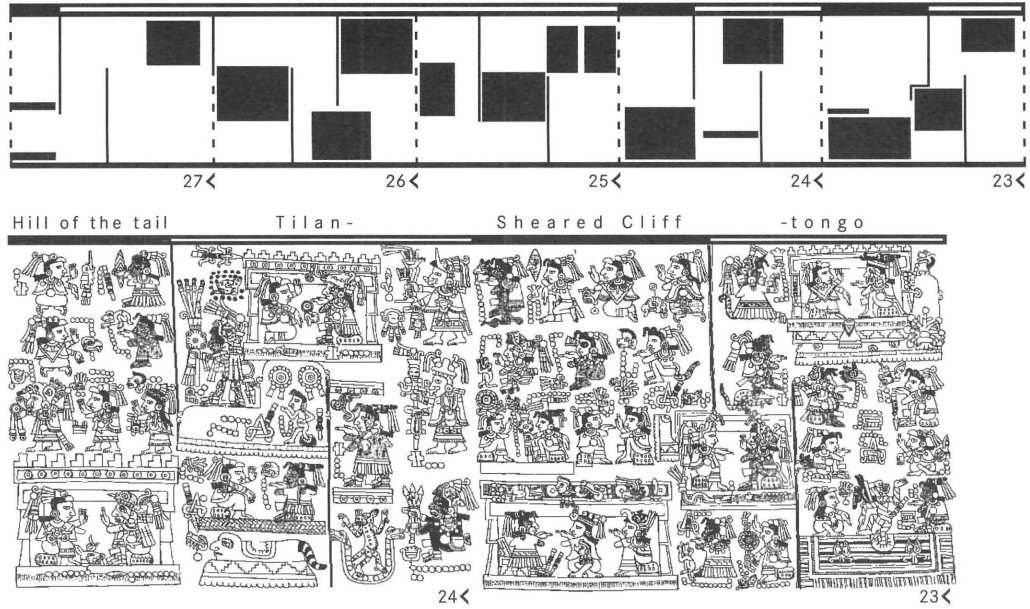 27< 26< 25< 24< 23<
Hill of the tail Tilan- Sheared Cliff -tongo
24< 23<